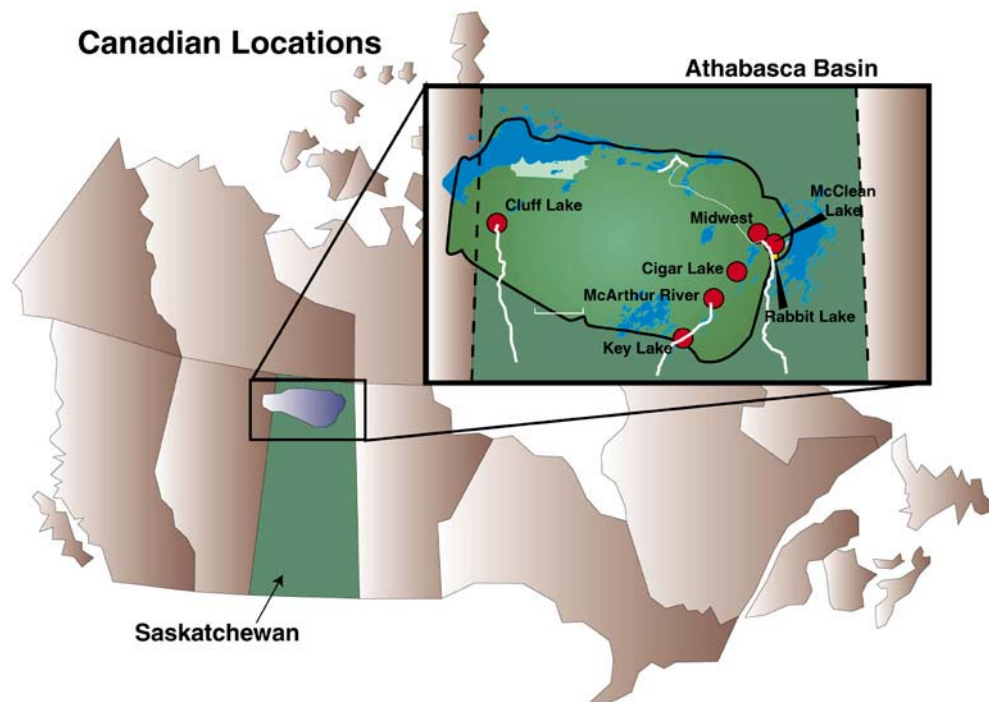 Canadian Locations
Athabasca Basin
McClean
Lake
Cluff Lake
Midwest
Cigar Lake
McArthur River
Rabbit Lake
Key Lake
Saskatchewan